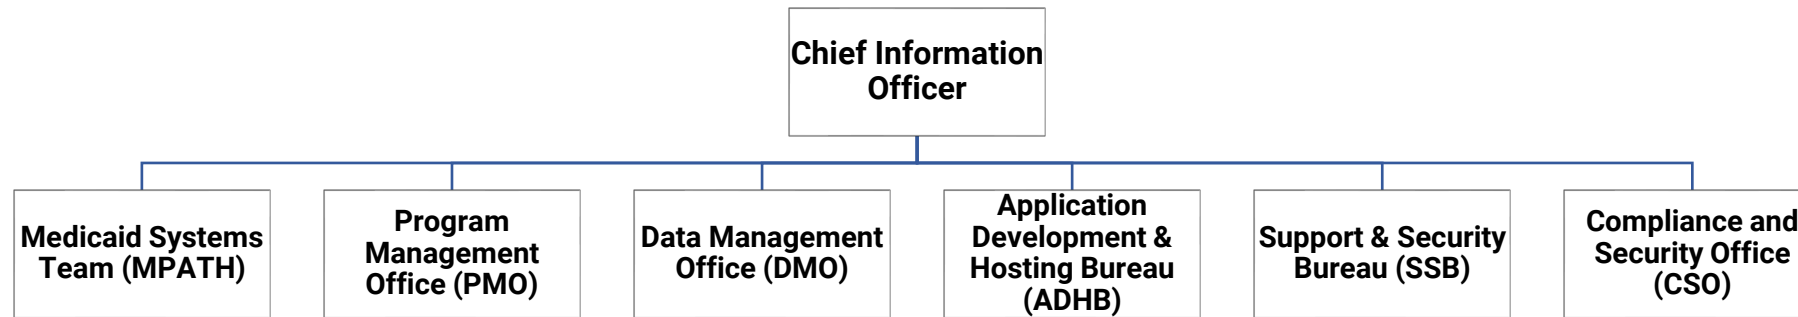 Chief Information
Officer
Medicaid Systems
Team (MPATH)
Program
Management
Office (PMO)
Data Management
Office (DMO)
Application
Development &
Hosting Bureau
(ADHB)
Support & Security
Bureau (SSB)
Compliance and
Security Office
(CSO)